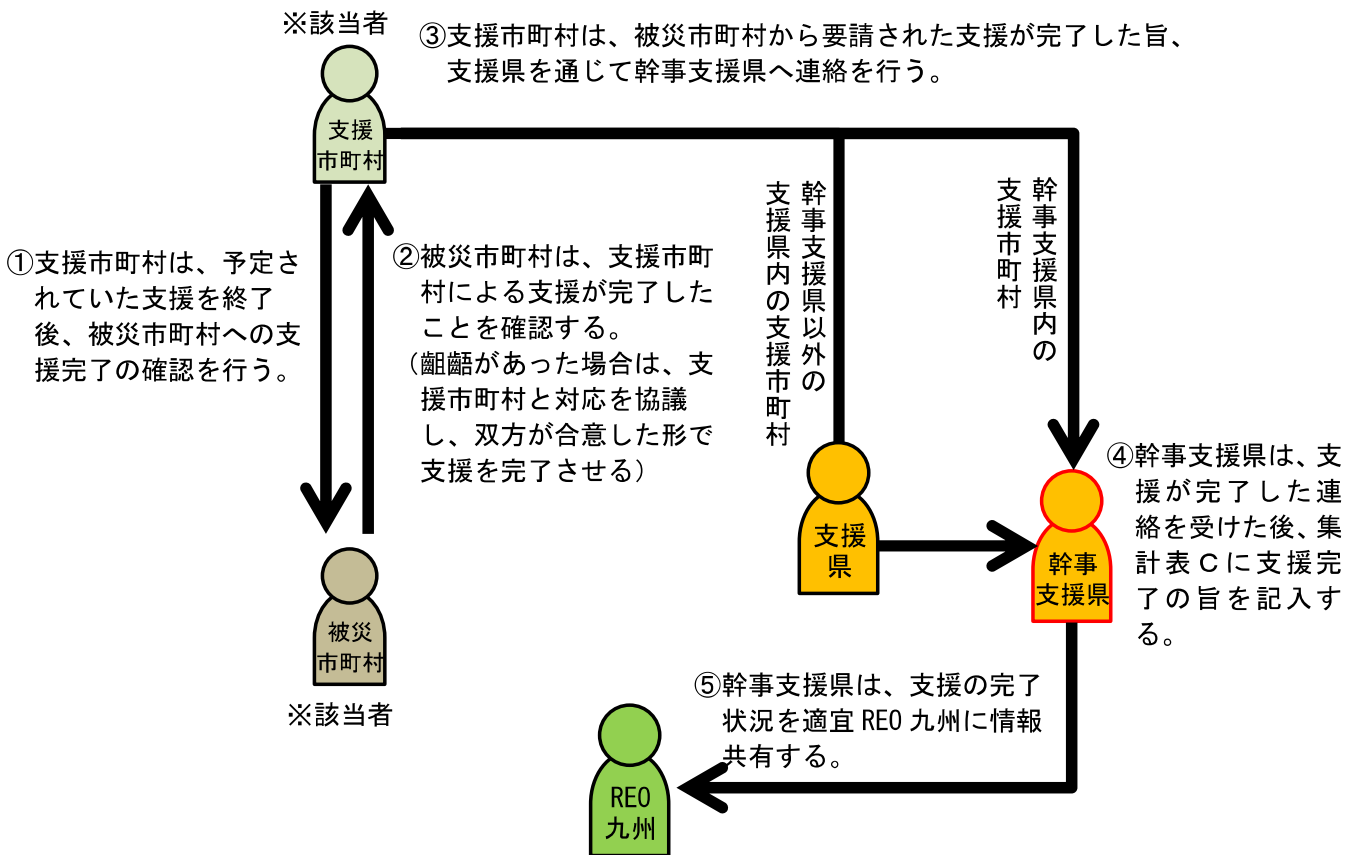 ※該当者
③支援市町村は、被災市町村から要請された支援が完了した旨、
支援県を通じて幹事支援県へ連絡を行う。
支援
市町村
①支援市町村は、予定さ
れていた支援を終了
後、被災市町村への支
援完了の確認を行う。
②被災市町村は、支援市町
村による支援が完了した
ことを確認する。
（齟齬があった場合は、支
援市町村と対応を協議
し、双方が合意した形で
支援を完了させる）
幹事支援県以外の
支援県内の支援市町村
幹事支援県内の
支援市町村
支援
県
幹事
支援県
④幹事支援県は、支
援が完了した連
絡を受けた後、集
計表Ｃに支援完
了の旨を記入す
る。
被災
市町村
※該当者
⑤幹事支援県は、支援の完了
状況を適宜 REO 九州に情報
共有する。
REO
九州